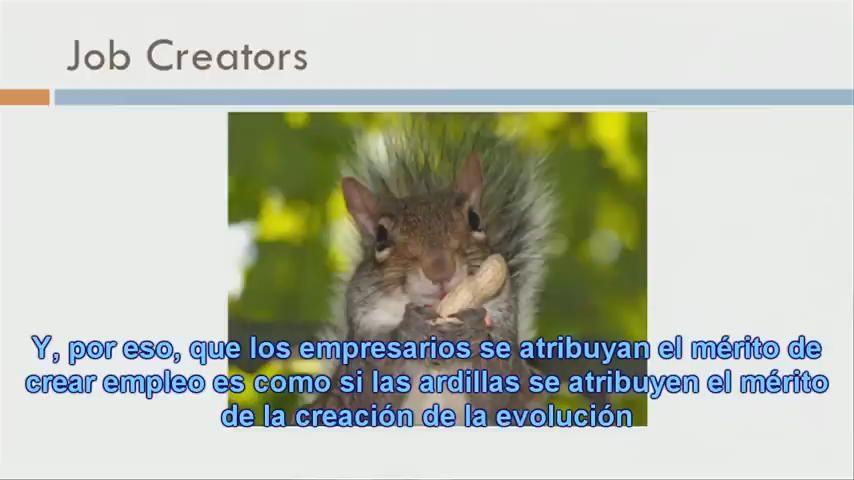 Job Creators
Y, por eso, que los empresarios se atribuyan el mérito de
crear empleo es como si las ardillas se atribuyen el mérito
de la creación de la evolución